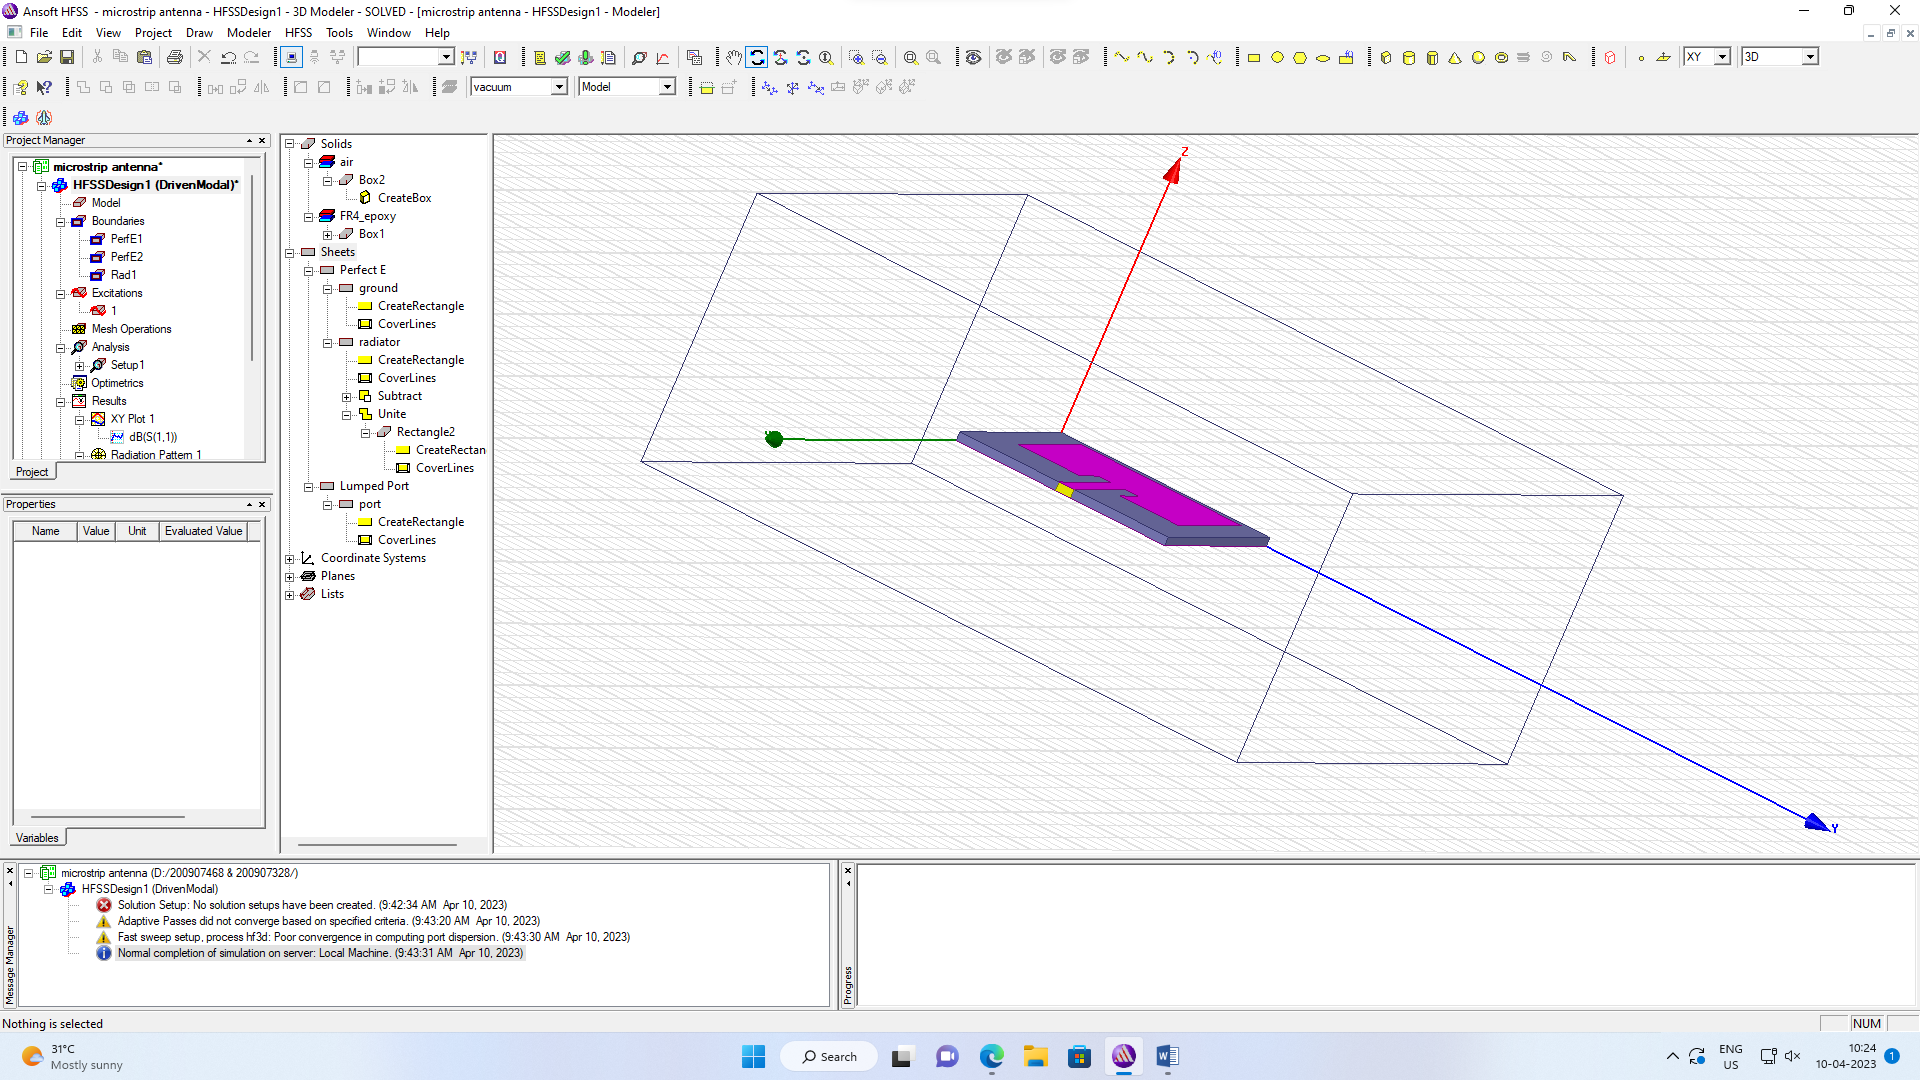 Ansoft HFSS - microstrip antenna - HFSSDesign1 - 3D Modeler - SOLVED - [microstrip antenna - HFSSDesign1 - Modeler]
File Edit View Project Draw Modeler HFSS Tools Window Help
XY 3D
vacuum Model
Project Manager
microstrip antenna*
HFSSDesign1 (DrivenModal)*
Model
Boundaries
PerfE1
PerfE2
Rad1
Excitations
1
Mesh Operations
Analysis
Setup1
Optimetrics
Results
XY Plot 1
dB(S(1,1))
Radiation Pattern 1
Project
Properties
Name Value Unit Evaluated Value
Variables
Solids
air
Box2
CreateBox
FR4_epoxy
Box1
Sheets
Perfect E
ground
CreateRectangle
CoverLines
radiator
CreateRectangle
CoverLines
Subtract
Unite
Rectangle2
CreateRectan
CoverLines
Lumped Port
port
CreateRectangle
CoverLines
Coordinate Systems
Planes
Lists
Z
Y
Message Manager
microstrip antenna (D:/200907468 & 200907328/)
HFSSDesign1 (DrivenModal)
Solution Setup: No solution setups have been created. (9:42:34 AM Apr 10, 2023)
Adaptive Passes did not converge based on specified criteria. (9:43:20 AM Apr 10, 2023)
Fast sweep setup, process hf3d: Poor convergence in computing port dispersion. (9:43:30 AM Apr 10, 2023)
Normal completion of simulation on server: Local Machine. (9:43:31 AM Apr 10, 2023)
Progress
Nothing is selected
NUM
31°C
Mostly sunny
Search
ENG
US
10:24
10-04-2023
1